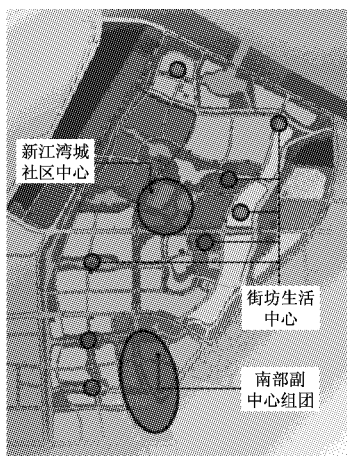 新江湾城
社区中心
街坊生活
中心
南部副
中心组团